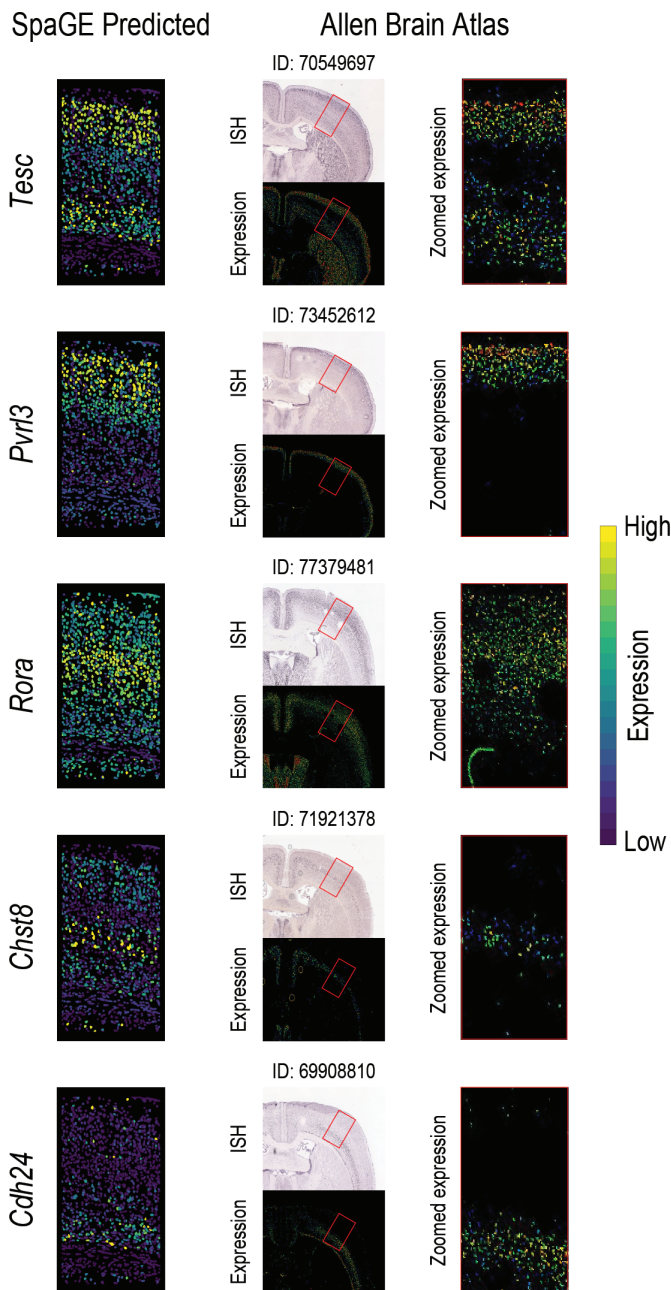 SpaGE Predicted
Allen Brain Atlas
Tesc
ID: 70549697
ISH
Expression
Zoomed expression
Pvrl3
ID: 73452612
ISH
Expression
Zoomed expression
Rora
ID: 77379481
ISH
Expression
Zoomed expression
Chst8
ID: 71921378
ISH
Expression
Zoomed expression
Cdh24
ID: 69908810
ISH
Expression
Zoomed expression
High
Expression
Low